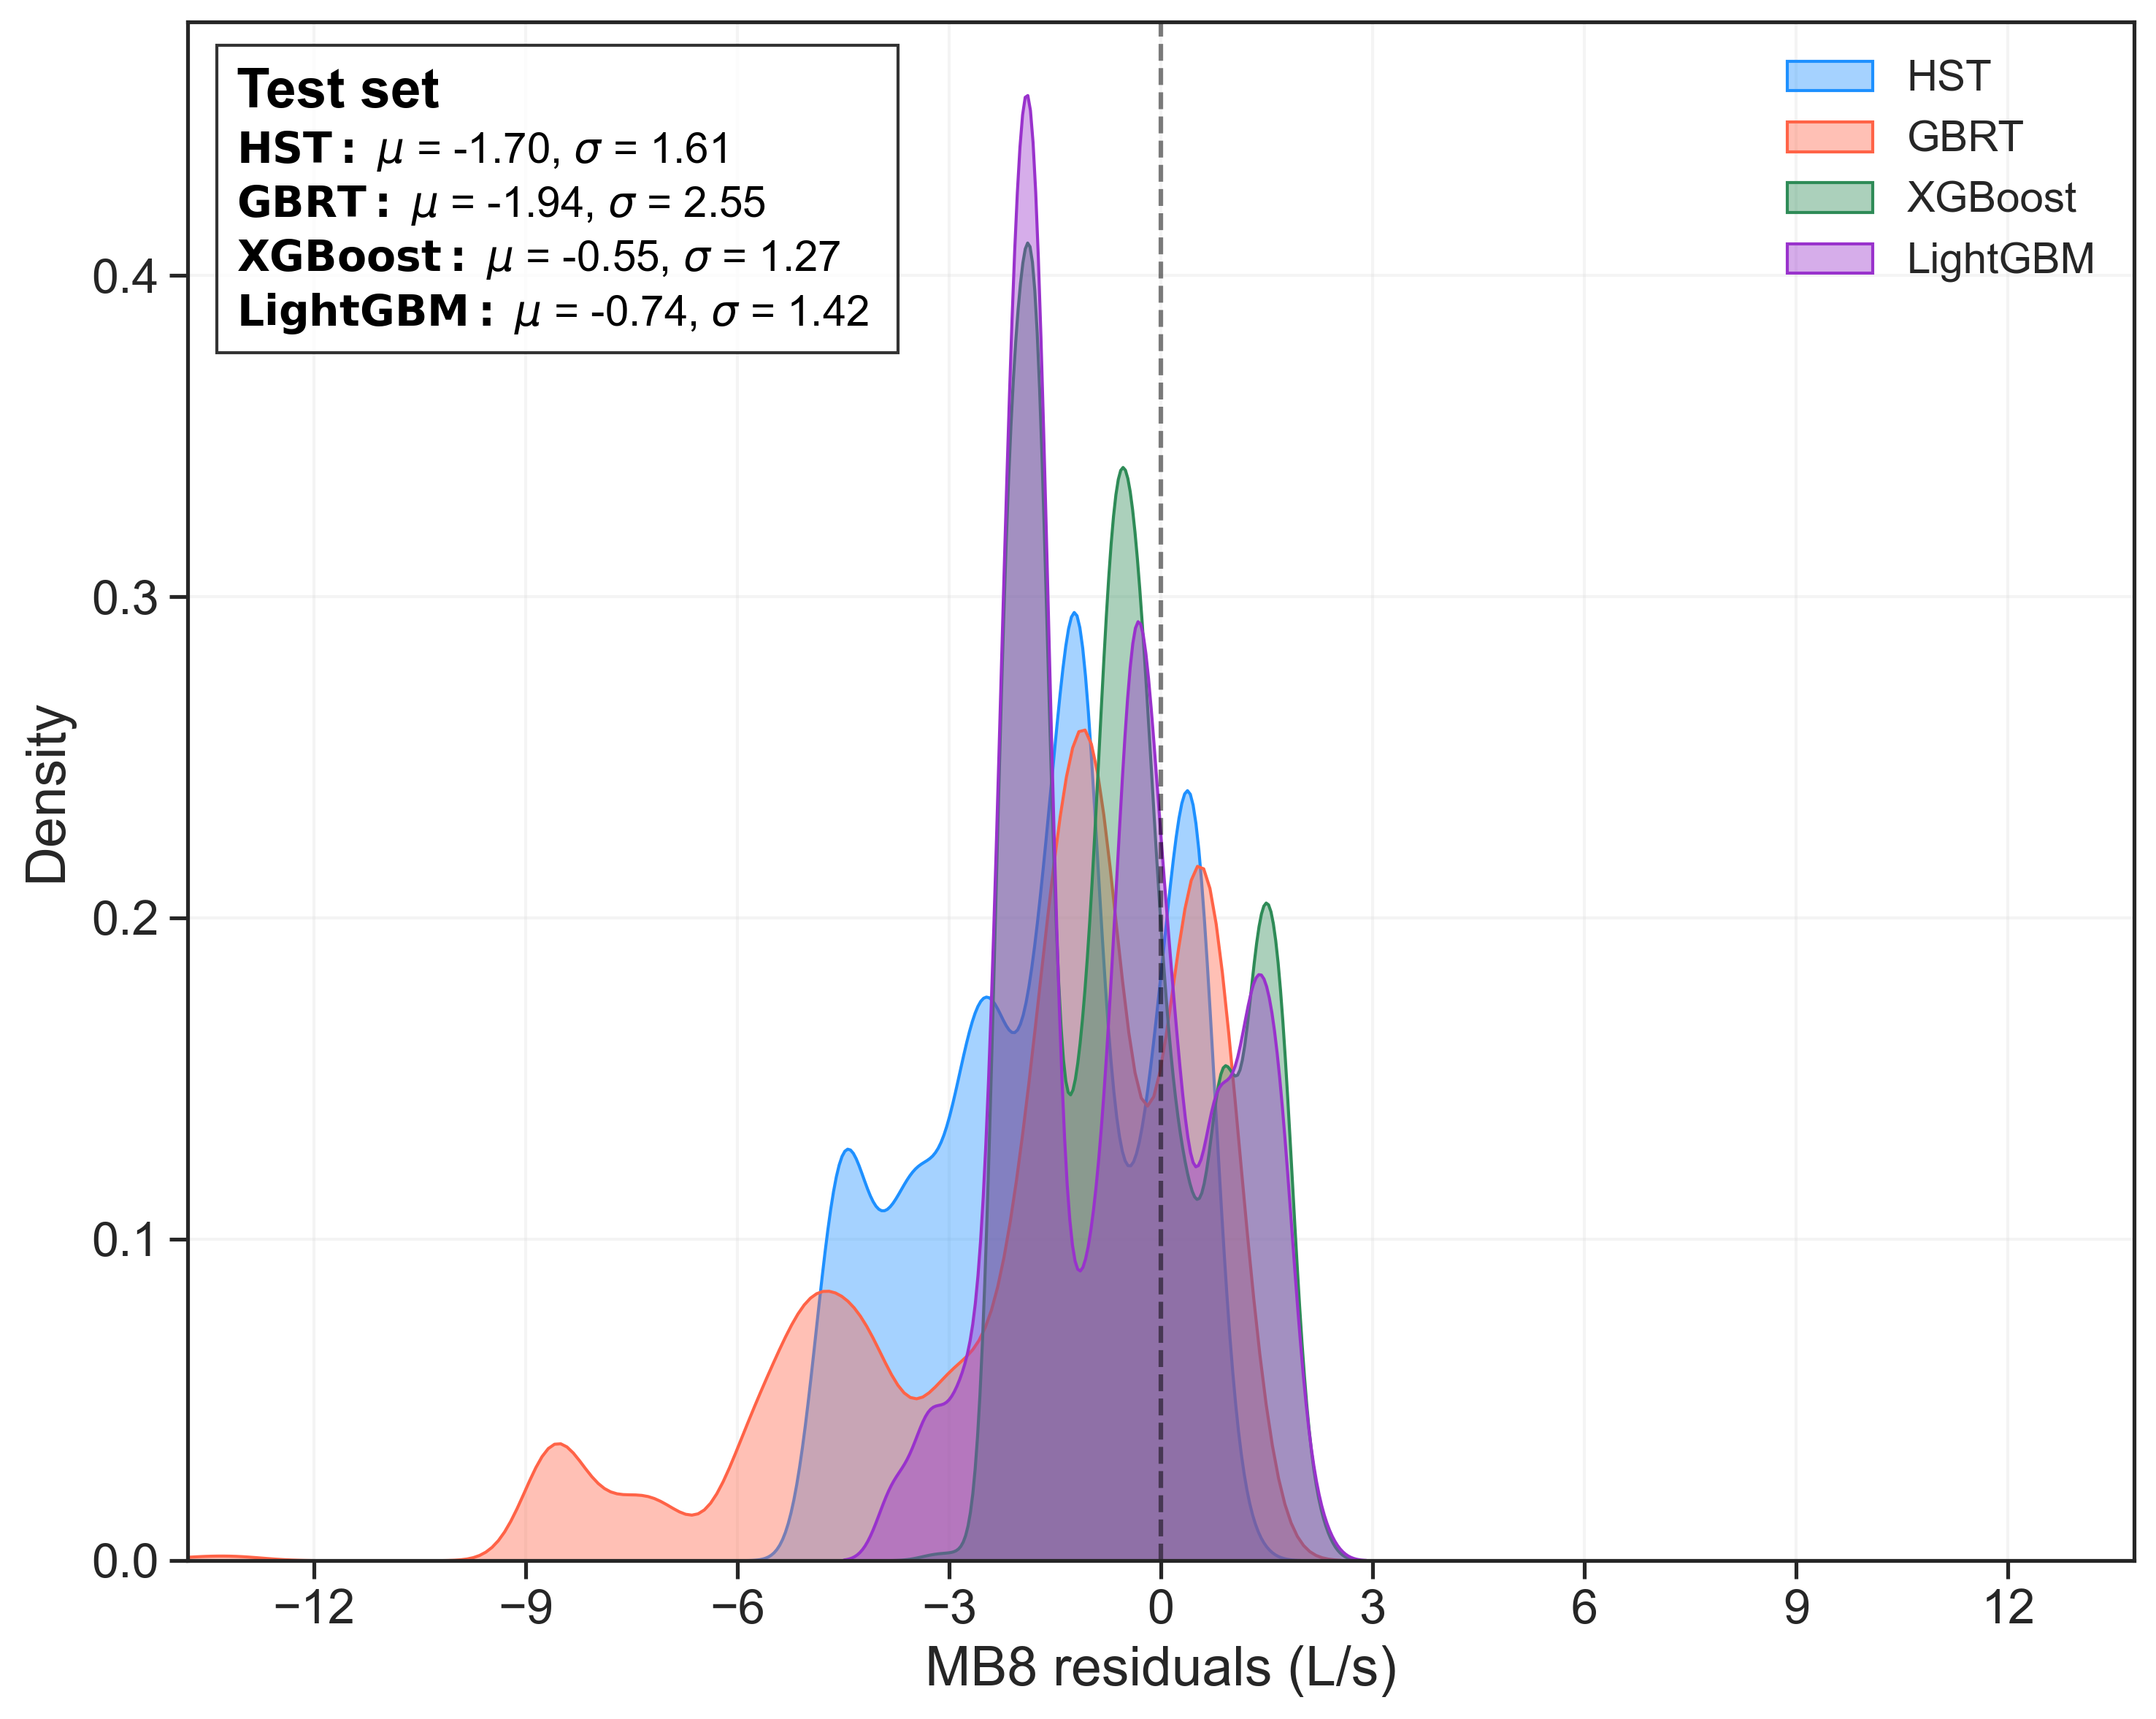 Test set
HST: μ = -1.70, σ = 1.61
GBRT: μ = -1.94, σ = 2.55
XGBoost: μ = -0.55, σ = 1.27
LightGBM: μ = -0.74, σ = 1.42
HST
GBRT
XGBoost
LightGBM
Density
0.4
0.3
0.2
0.1
0.0
−12 −9 −6 −3 0 3 6 9 12
MB8 residuals (L/s)